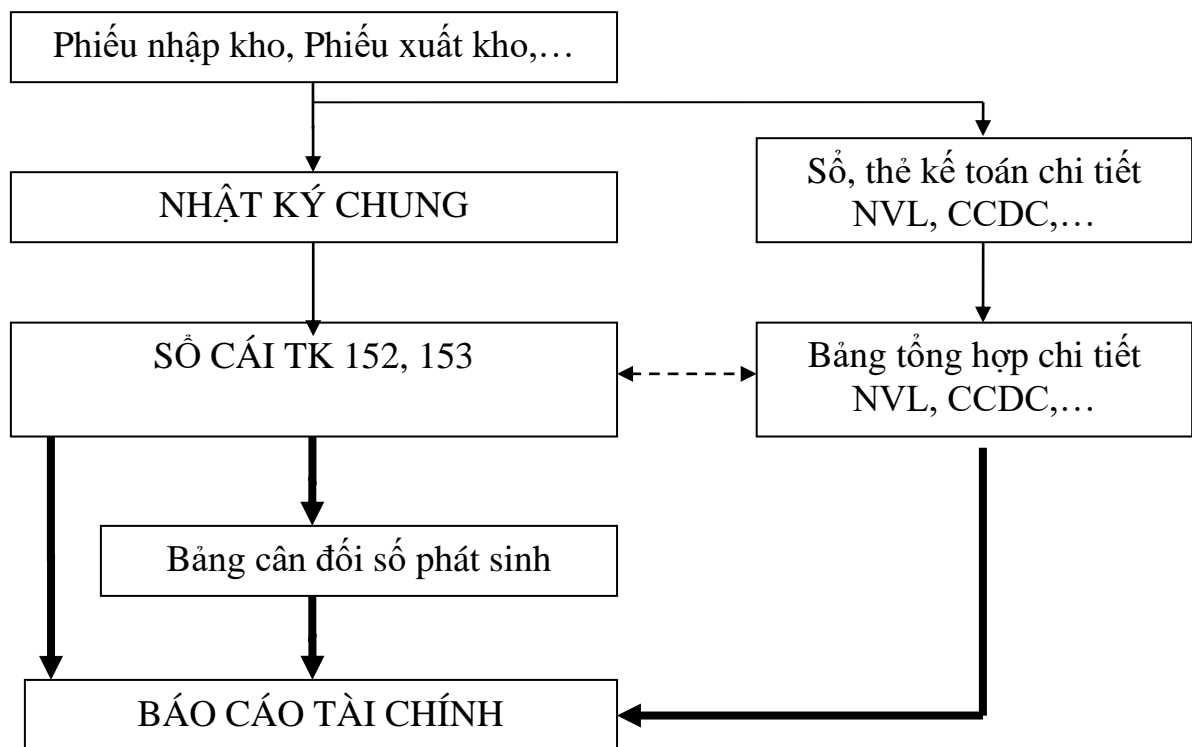 Phiếu nhập kho, Phiếu xuất kho,…
NHẬT KÝ CHUNG
Sổ, thẻ kế toán chi tiết
NVL, CCDC,…
SỔ CÁI TK 152, 153
Bảng tổng hợp chi tiết
NVL, CCDC,…
Bảng cân đối số phát sinh
BÁO CÁO TÀI CHÍNH